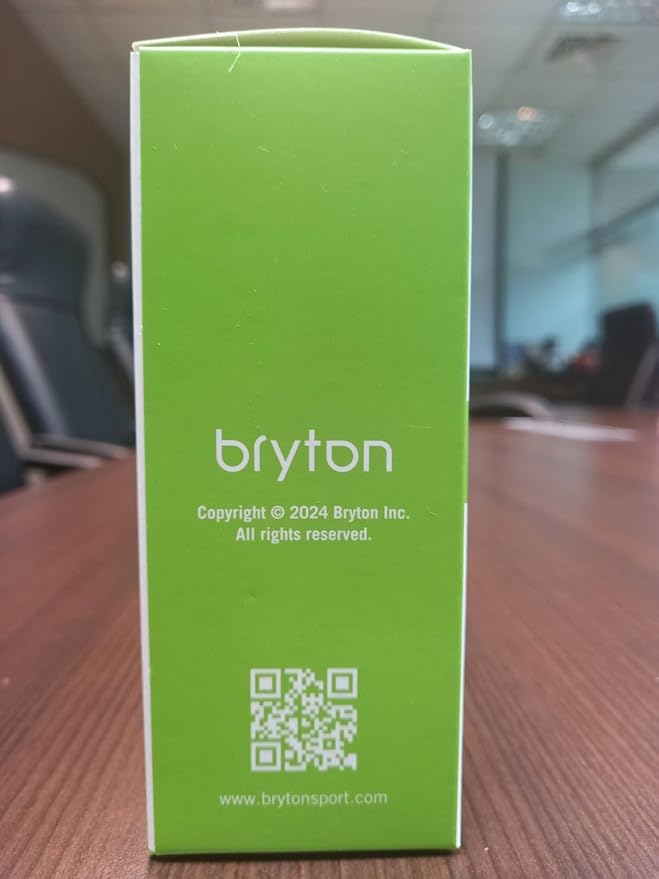 bryton
Copyright © 2024 Bryton Inc.
All rights reserved.
www.brytonsport.com